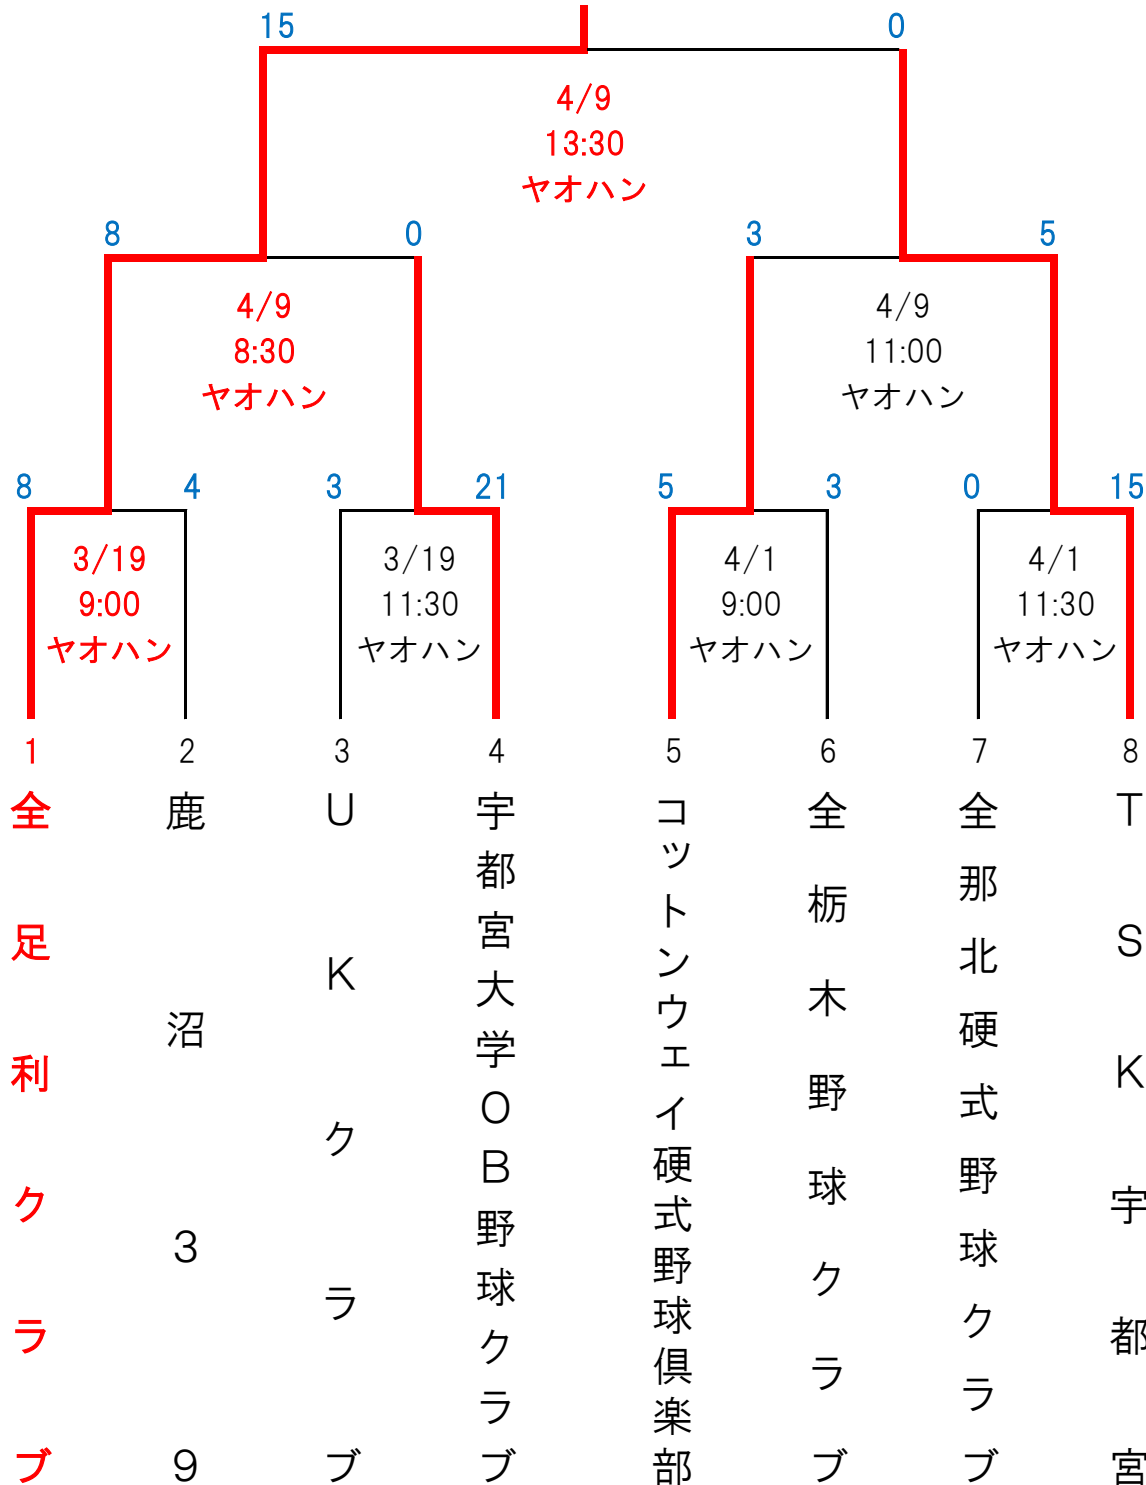 15 0
4/9
13:30
ヤオハン
8 0 3 5
4/9
8:30
ヤオハン
4/9
11:00
ヤオハン
8 4 3 21 5 3 0 15
3/19
9:00
ヤオハン
3/19
11:30
ヤオハン
4/1
9:00
ヤオハン
4/1
11:30
ヤオハン
1 2 3 4 5 6 7 8
全足利クラブ
鹿沼39
UKクラブ
宇都宮大学OB野球クラブ
コットンウェイ硬式野球倶楽部
全栃木野球クラブ
全那北硬式野球クラブ
TSK宇都宮